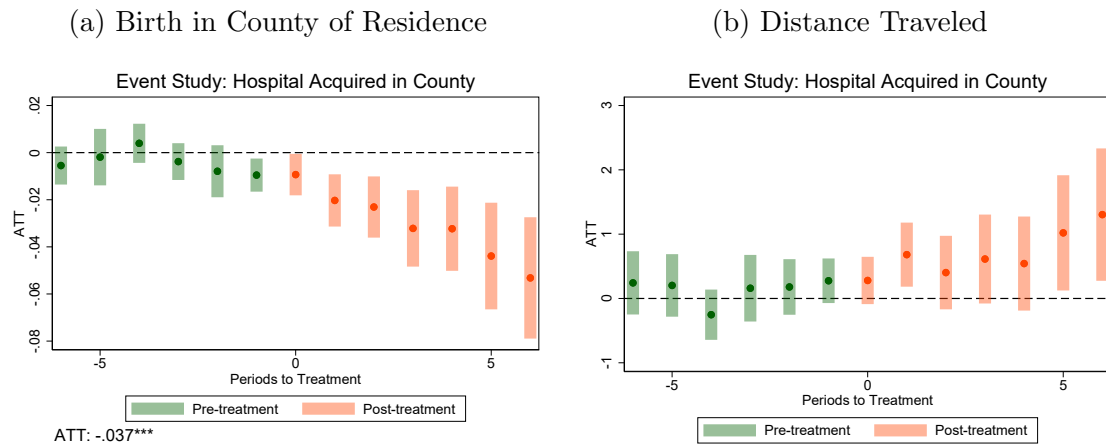 (a) Birth in County of Residence
Event Study: Hospital Acquired in County
.02
0
-.02
-.04
-.06
-.08
ATT
-5
0
5
Periods to Treatment
Pre-treatment
Post-treatment
ATT: -.037***
(b) Distance Traveled
Event Study: Hospital Acquired in County
3
2
1
0
-1
ATT
-5
0
5
Periods to Treatment
Pre-treatment
Post-treatment